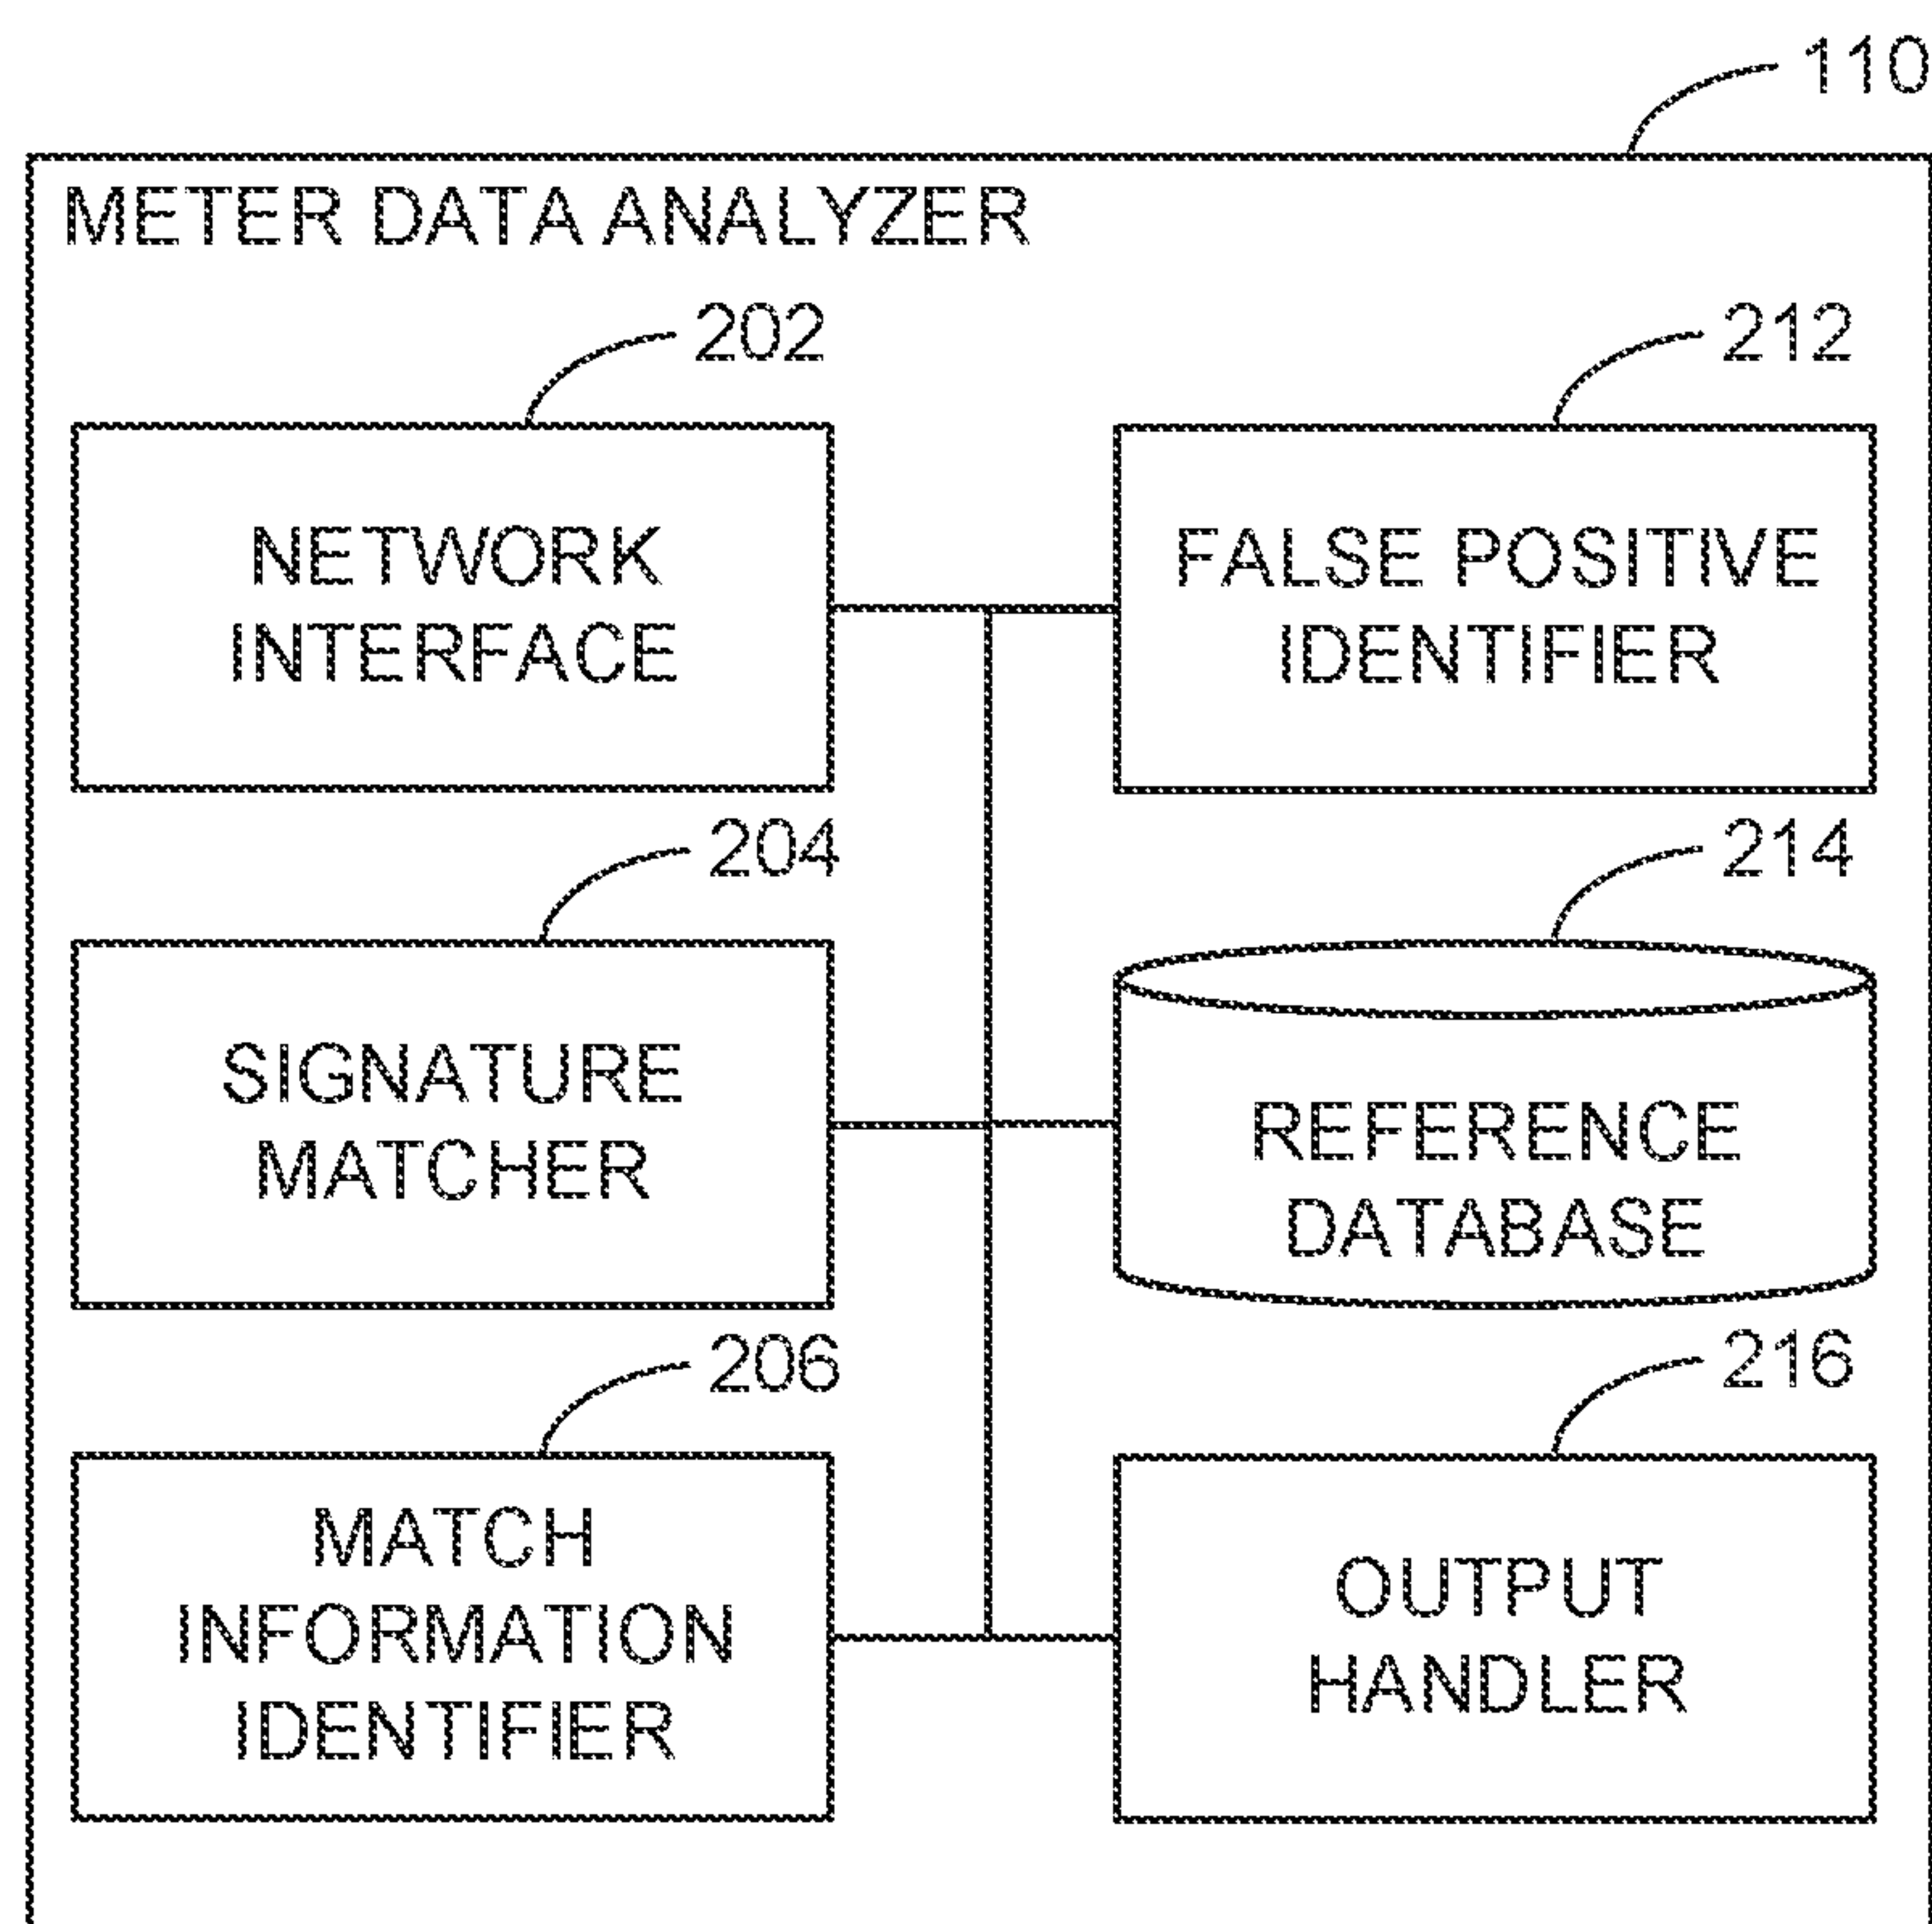 110
METER DATA ANALYZER
202
212
NETWORK
INTERFACE
FALSE POSITIVE
IDENTIFIER
204
214
SIGNATURE
MATCHER
REFERENCE
DATABASE
206
216
MATCH
INFORMATION
IDENTIFIER
OUTPUT
HANDLER